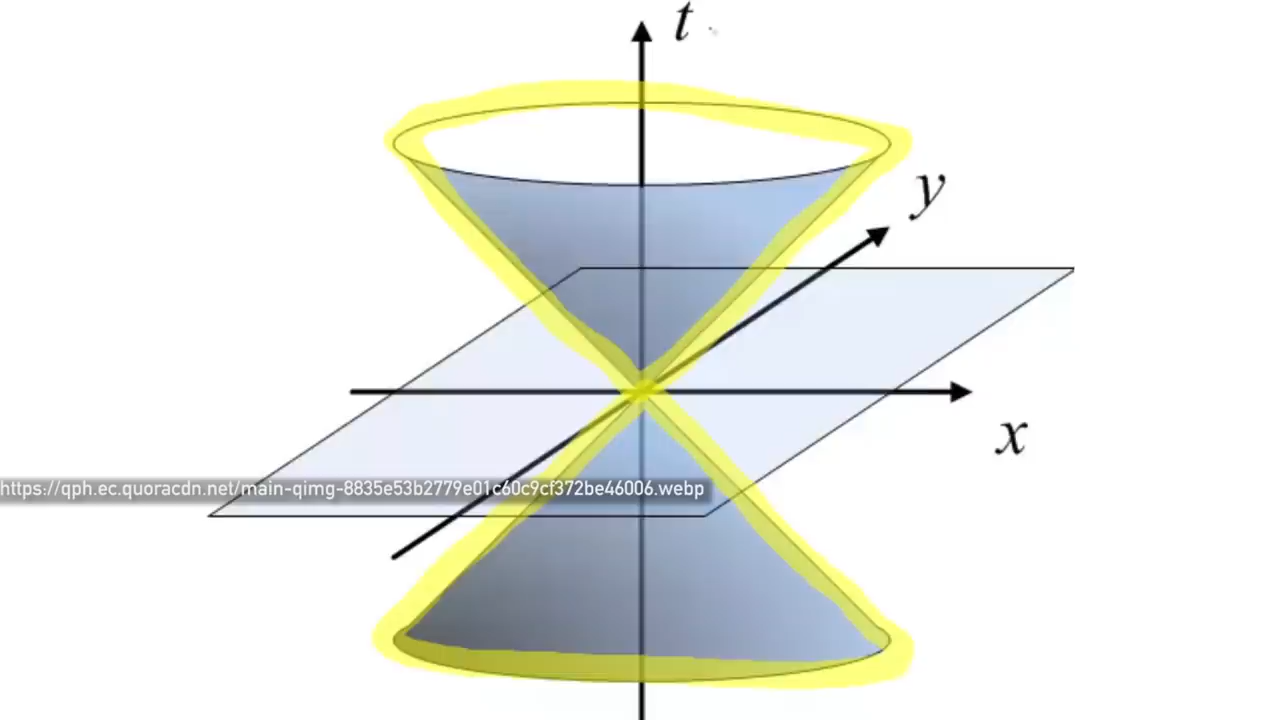 t
y
x
https://qph.ec.quoracdn.net/main-qimg-8835e53b2779e01c60c9cf372be46006.webp